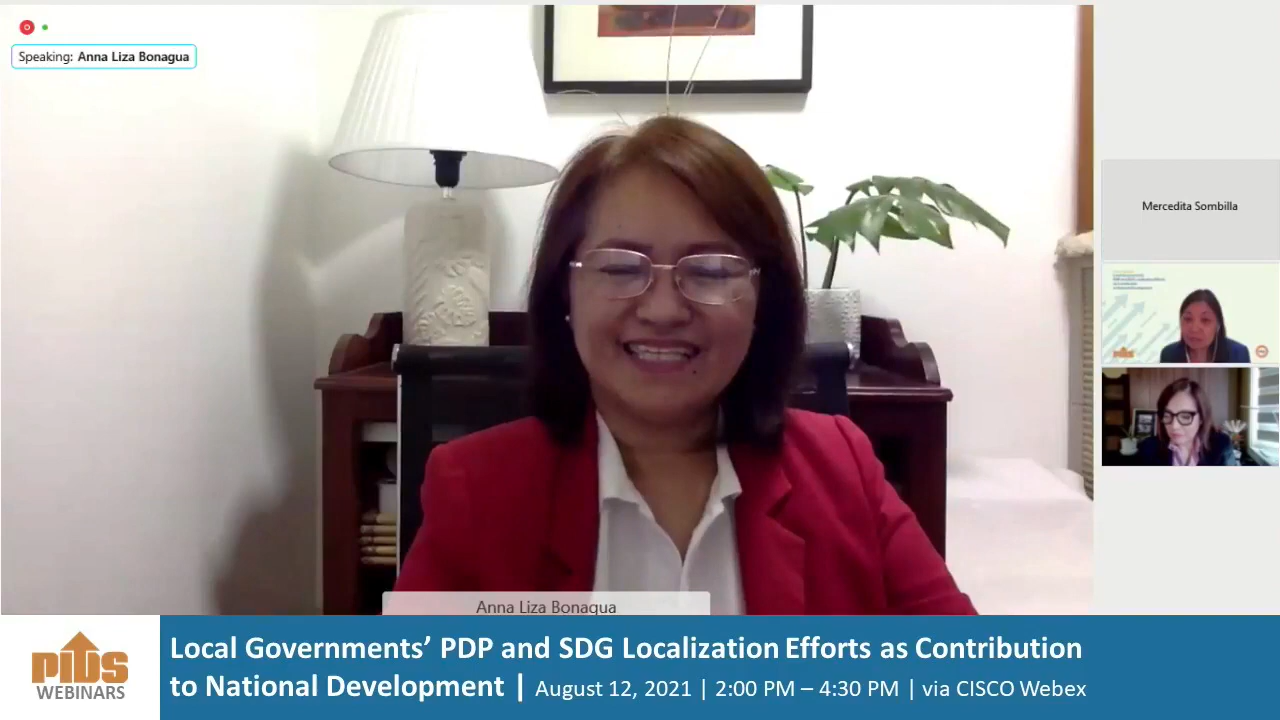 Speaking: Anna Liza Bonagua
Mercedita Sombilla
Anna Liza Bonagua
pids
WEBINARS
Local Governments' PDP and SDG Localization Efforts as Contribution
to National Development | August 12, 2021 | 2:00 PM – 4:30 PM | via CISCO Webex